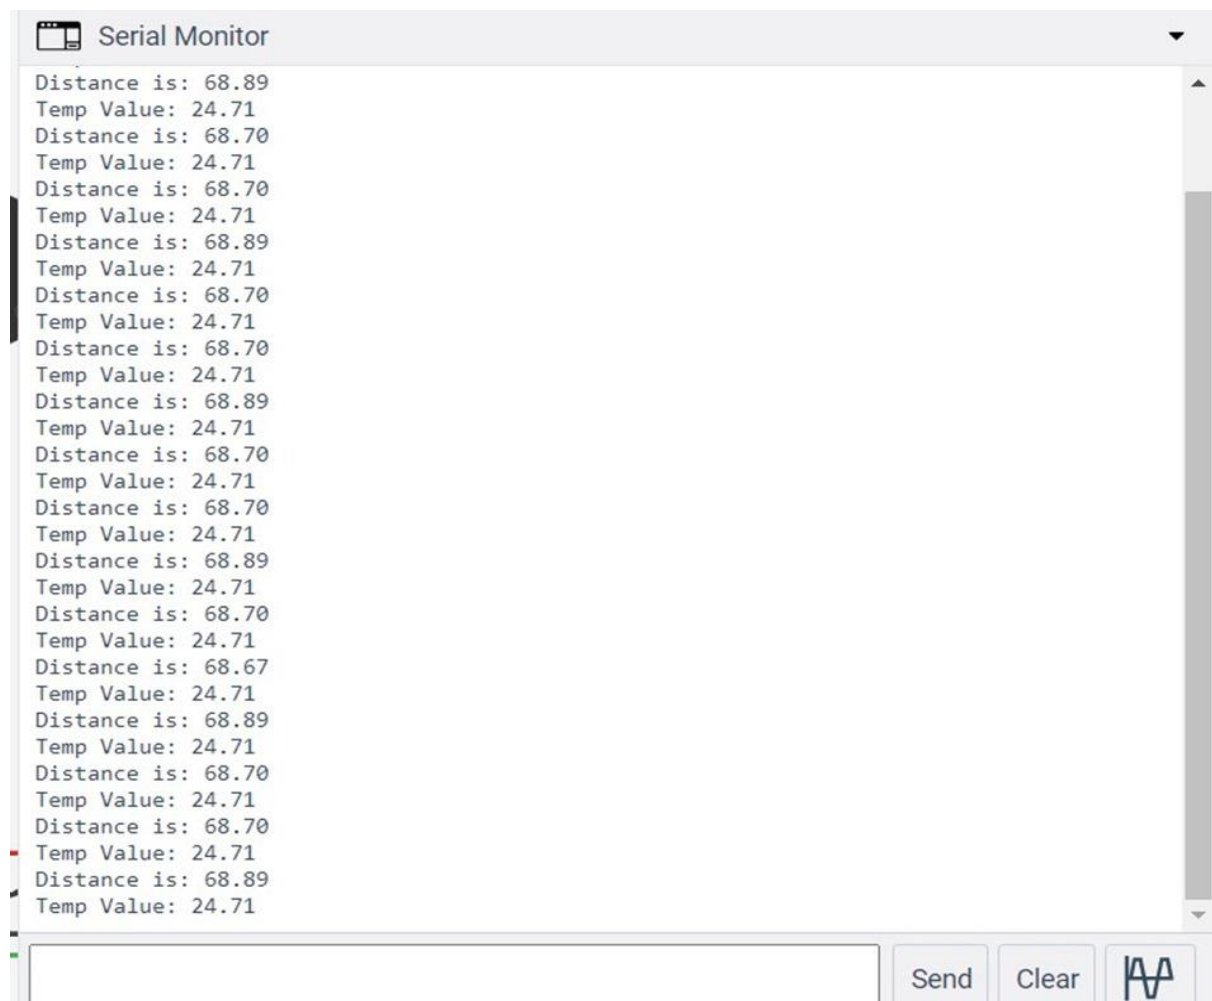 Serial Monitor
Distance is: 68.89
Temp Value: 24.71
Distance is: 68.70
Temp Value: 24.71
Distance is: 68.70
Temp Value: 24.71
Distance is: 68.89
Temp Value: 24.71
Distance is: 68.70
Temp Value: 24.71
Distance is: 68.70
Temp Value: 24.71
Distance is: 68.89
Temp Value: 24.71
Distance is: 68.70
Temp Value: 24.71
Distance is: 68.70
Temp Value: 24.71
Distance is: 68.89
Temp Value: 24.71
Distance is: 68.70
Temp Value: 24.71
Distance is: 68.67
Temp Value: 24.71
Distance is: 68.89
Temp Value: 24.71
Distance is: 68.70
Temp Value: 24.71
Distance is: 68.70
Temp Value: 24.71
Distance is: 68.89
Temp Value: 24.71
Send Clear